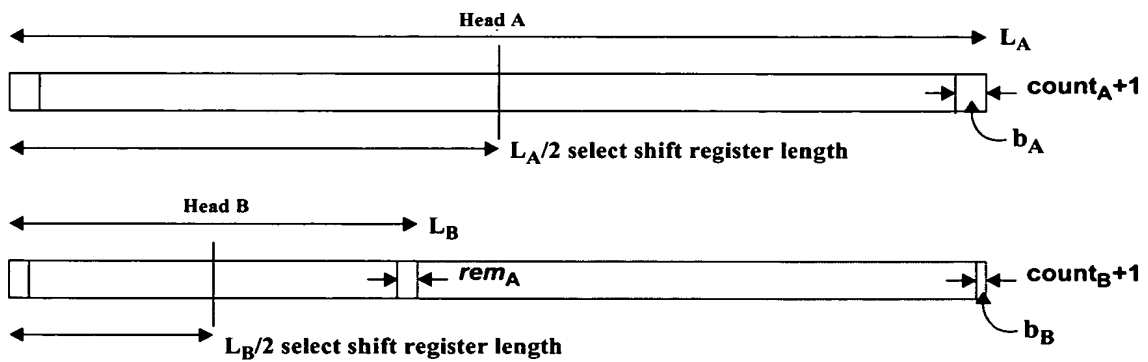 Head A
L_A
count_A+1
b_A
L_A/2 select shift register length
Head B
L_B
rem_A
count_B+1
b_B
L_B/2 select shift register length